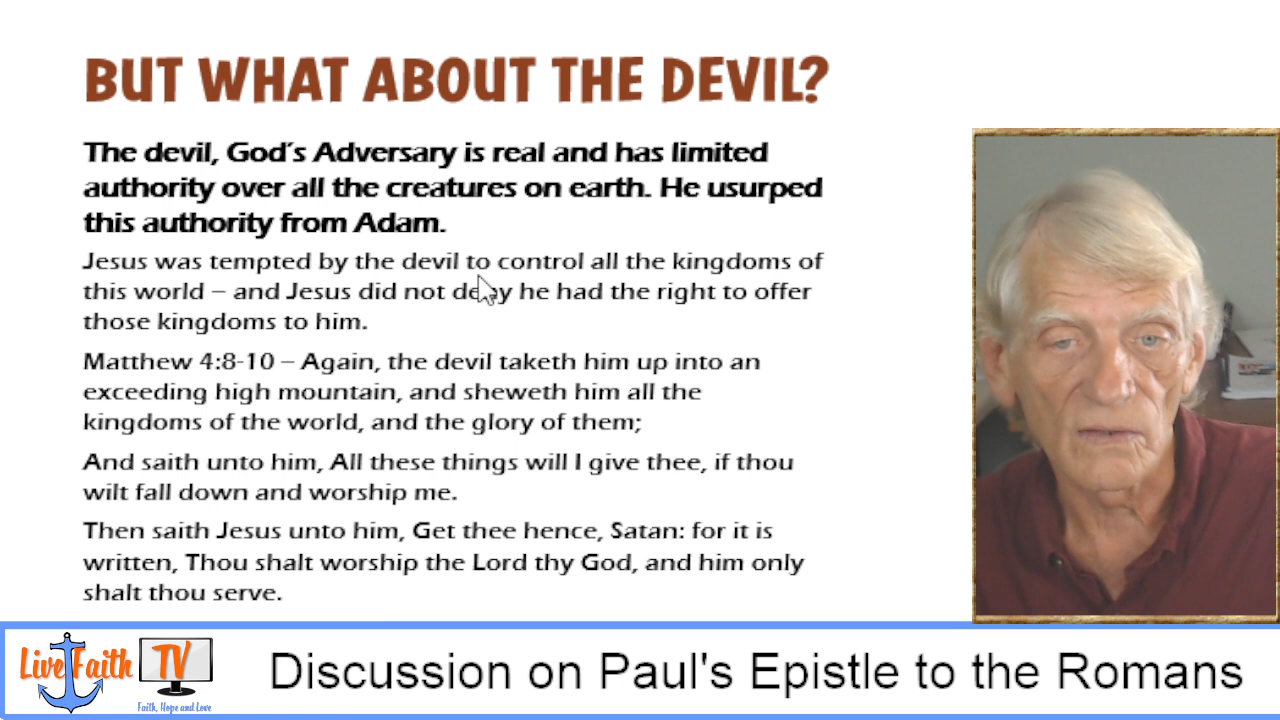 BUT WHAT ABOUT THE DEVIL?
The devil, God's Adversary is real and has limited
authority over all the creatures on earth. He usurped
this authority from Adam.
Jesus was tempted by the devil to control all the kingdoms of
this world – and Jesus did not deny he had the right to offer
those kingdoms to him.
Matthew 4:8-10 – Again, the devil taketh him up into an
exceeding high mountain, and sheweth him all the
kingdoms of the world, and the glory of them;
And saith unto him, All these things will I give thee, if thou
wilt fall down and worship me.
Then saith Jesus unto him, Get thee hence, Satan: for it is
written, Thou shalt worship the Lord thy God, and him only
shalt thou serve.
Live Faith TV
Faith, Hope and Love
Discussion on Paul's Epistle to the Romans